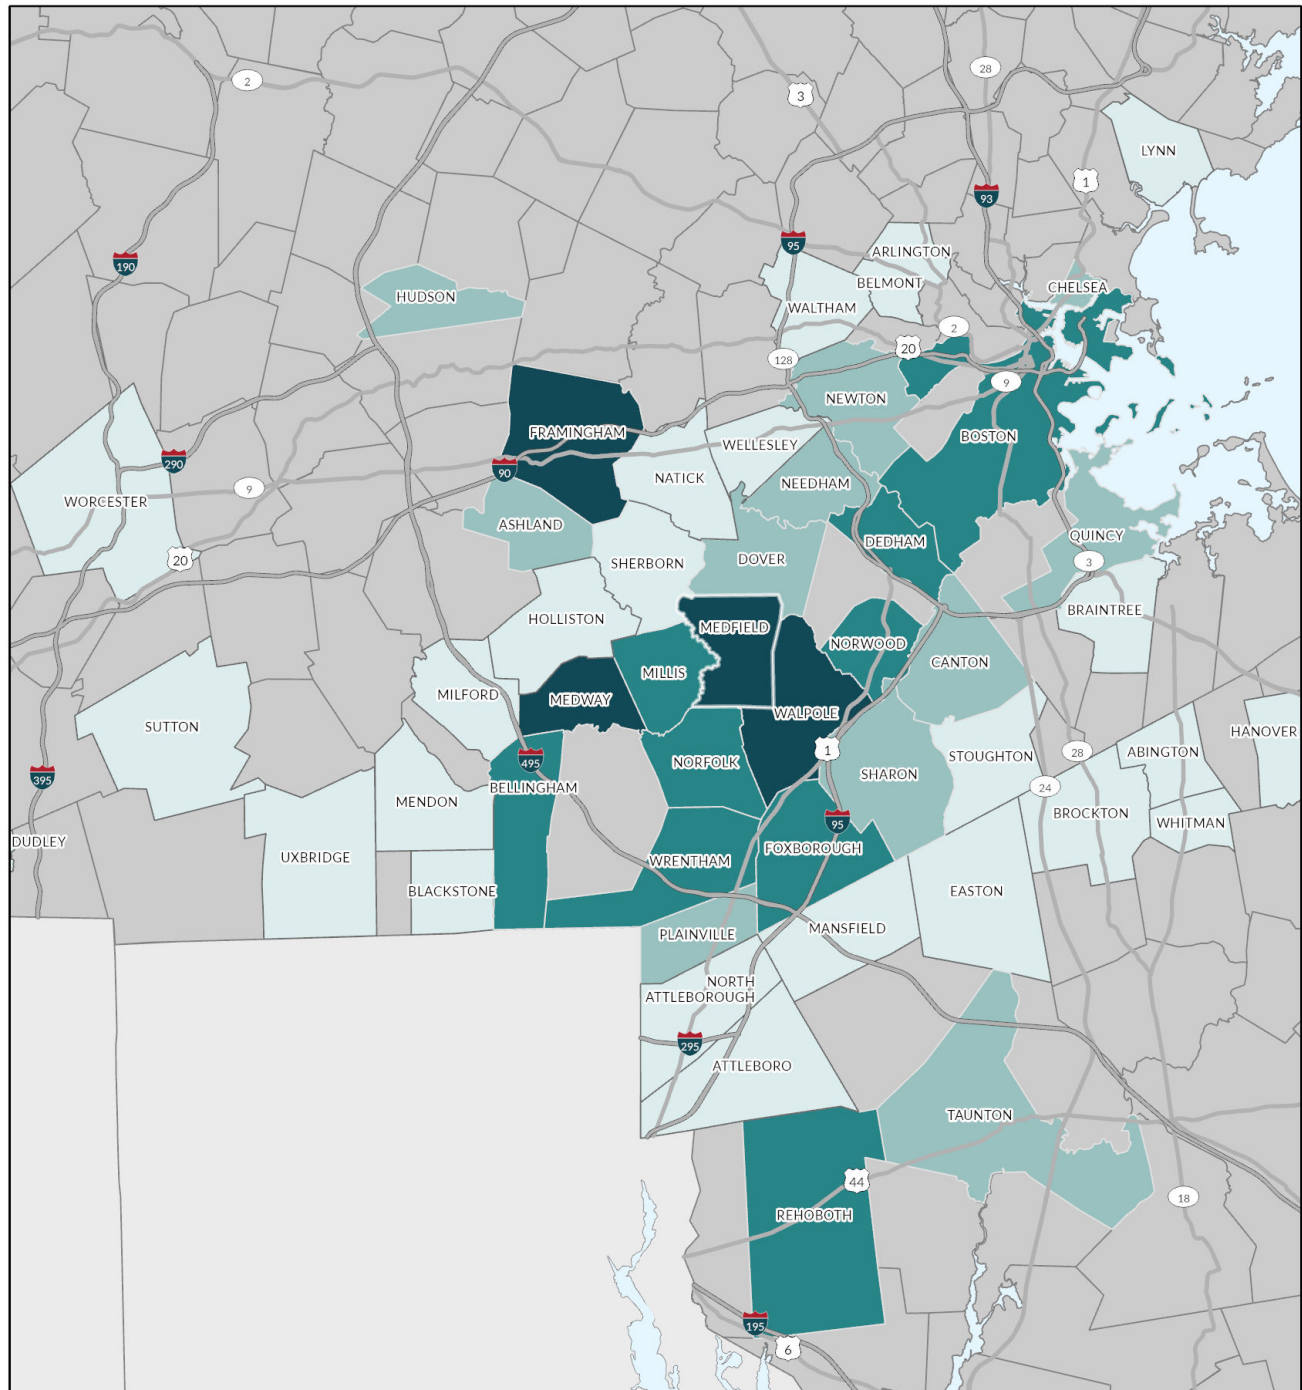 2
28
3
LYNN
1
93
95
ARLINGTON
190
BELMONT
CHELSEA
HUDSON
WALTHAM
2
20
128
9
NEWTON
FRAMINGHAM
BOSTON
WELLESLEY
290
90
NATICK
NEEDHAM
9
WORCESTER
ASHLAND
QUINCY
DEDHAM
20
SHERBORN
DOVER
3
BRAINTREE
HOLLISTON
MEDFIELD
NORWOOD
CANTON
MILLIS
MILFORD
MEDWAY
WALPOLE
SUTTON
HANOVER
1
28
ABINGTON
STOUGHTON
495
NORFOLK
SHARON
395
BELLINGHAM
24
MENDON
BROCKTON
95
WHITMAN
DUDLEY
FOXBOROUGH
UXBRIDGE
WRENTHAM
BLACKSTONE
EASTON
MANSFIELD
PLAINVILLE
NORTH
ATTLEBOROUGH
295
ATTLEBORO
TAUNTON
44
18
REHOBOTH
195
6